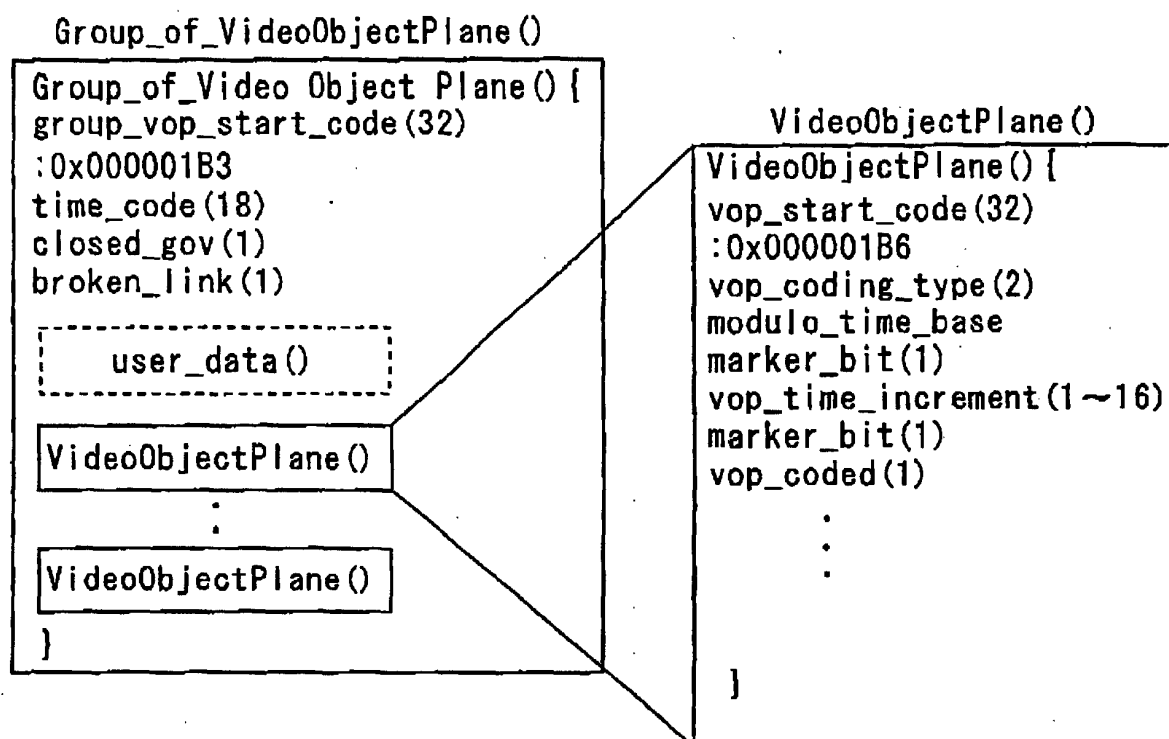 Group_of_VideoObjectPlane()
Group_of_Video Object Plane() {
group_vop_start_code(32)
:0x000001B3
time_code(18)
closed_gov(1)
broken_link(1)
user_data()
VideoObjectPlane()
:
VideoObjectPlane()
}
VideoObjectPlane()
VideoObjectPlane() {
vop_start_code(32)
:0x000001B6
vop_coding_type(2)
modulo_time_base
marker_bit(1)
vop_time_increment(1~16)
marker_bit(1)
vop_coded(1)
}